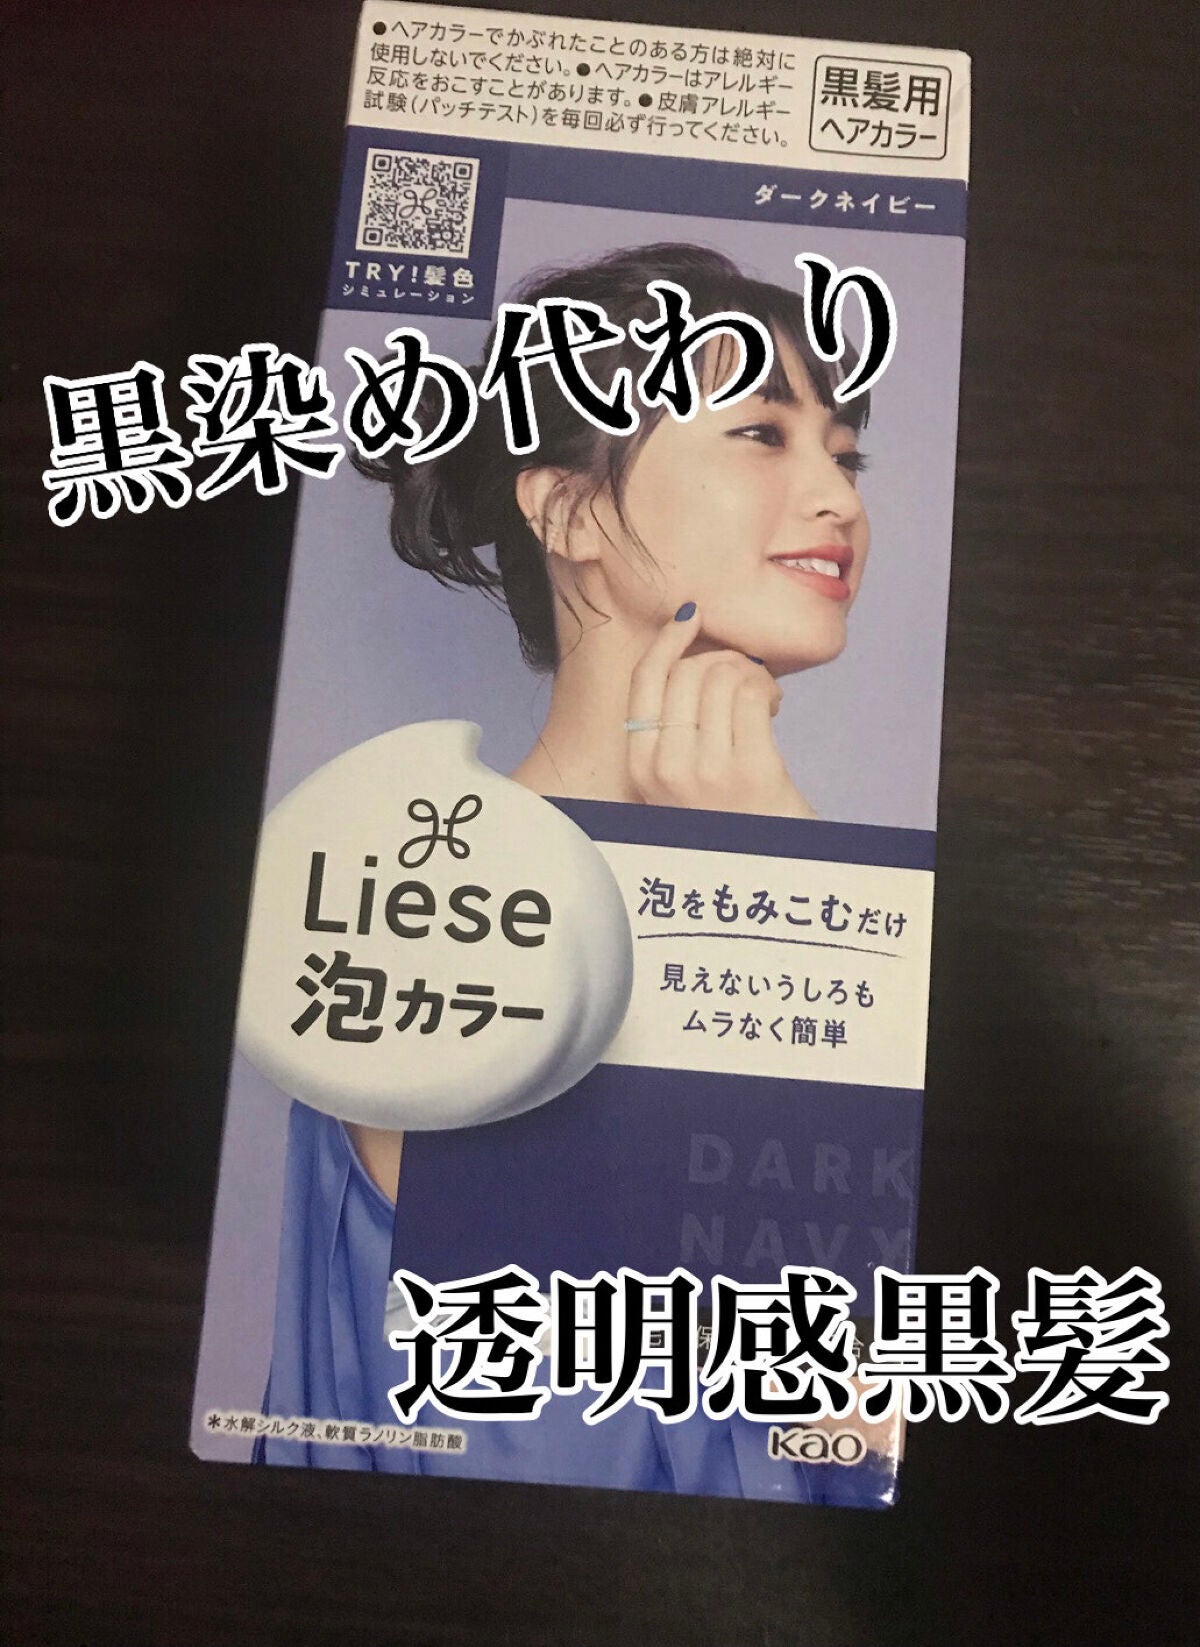 ●ヘアカラーでかぶれたことのある方は絶対に
使用しないでください。●ヘアカラーはアレルギー
反応をおこすことがあります。●皮膚アレルギー
試験(パッチテスト)を毎回必ず行ってください。
黒髪用
ヘアカラー
ダークネイビー
TRY!髪色
シミュレーション
黒染め代わり
Liese
泡カラー
泡をもみこむだけ
見えないうしろも
ムラなく簡単
DARK
NAVY
透明感黒髪
*水解シルク液、軟質ラノリン脂肪酸
Kao